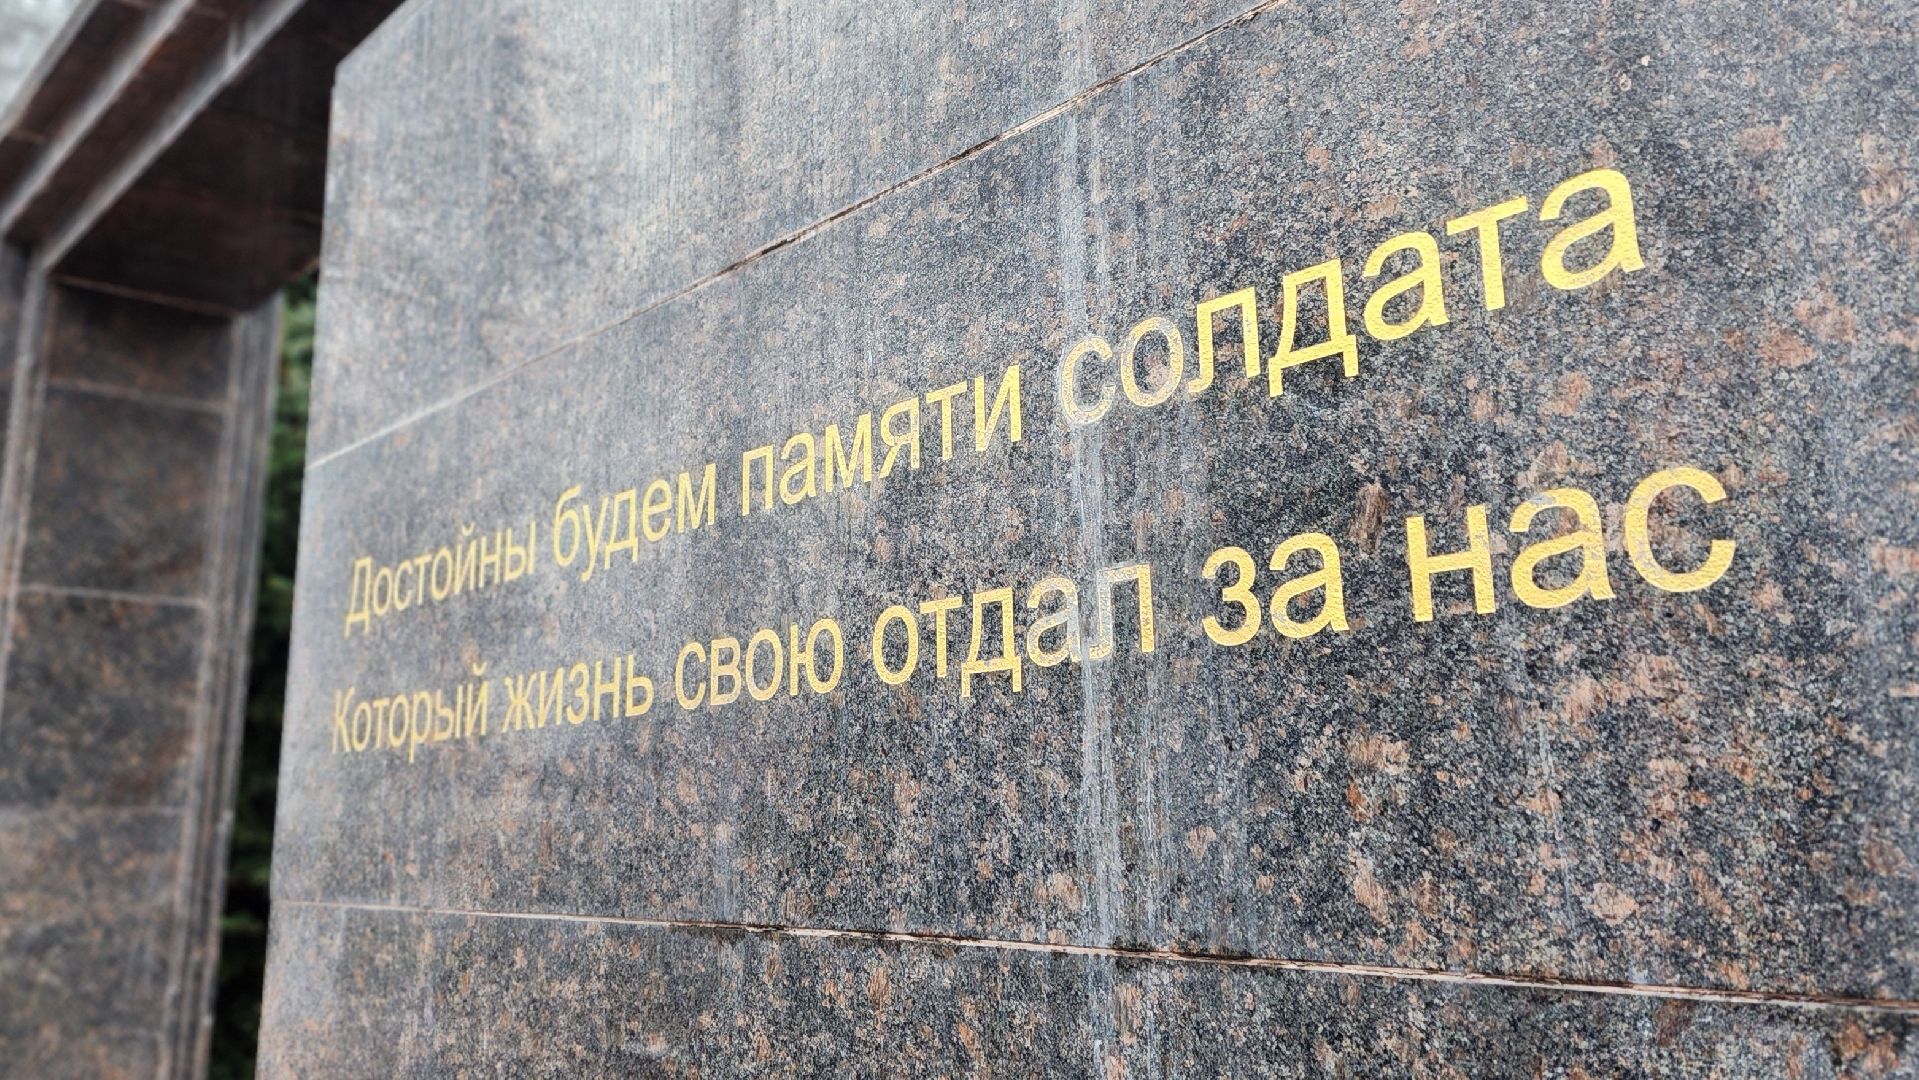 Достойны будем памяти солдата
Который жизнь свою отдал за нас